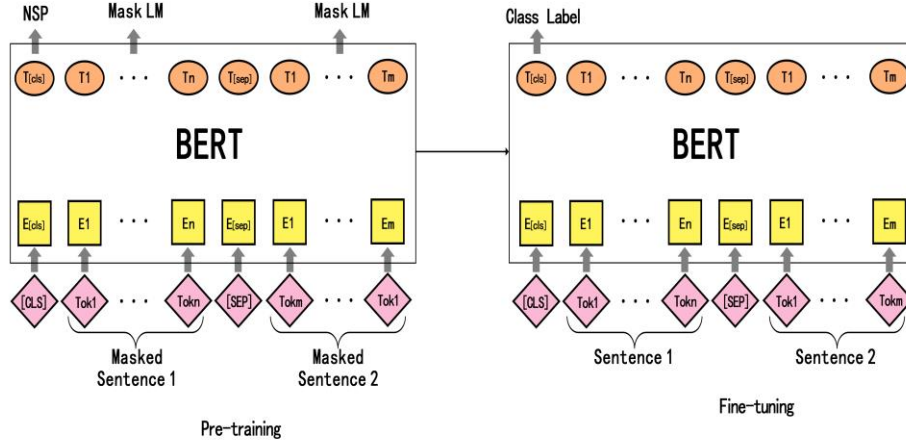 NSP Mask LM Mask LM Class Label
T[cls] T1 ··· Tn T[sep] T1 ··· Tm T[cls] T1 ··· Tn T[sep] T1 ··· Tm
BERT BERT
E[cls] E1 ··· En E[sep] E1 ··· Em E[cls] E1 ··· En E[sep] E1 ··· Em
[CLS] Tok1 ··· Tokn [SEP] Tokm ··· Tok1 [CLS] Tok1 ··· Tokn [SEP] Tok1 ··· Tokm
Masked Masked
Sentence 1 Sentence 2 Sentence 1 Sentence 2
Pre-training Fine-tuning